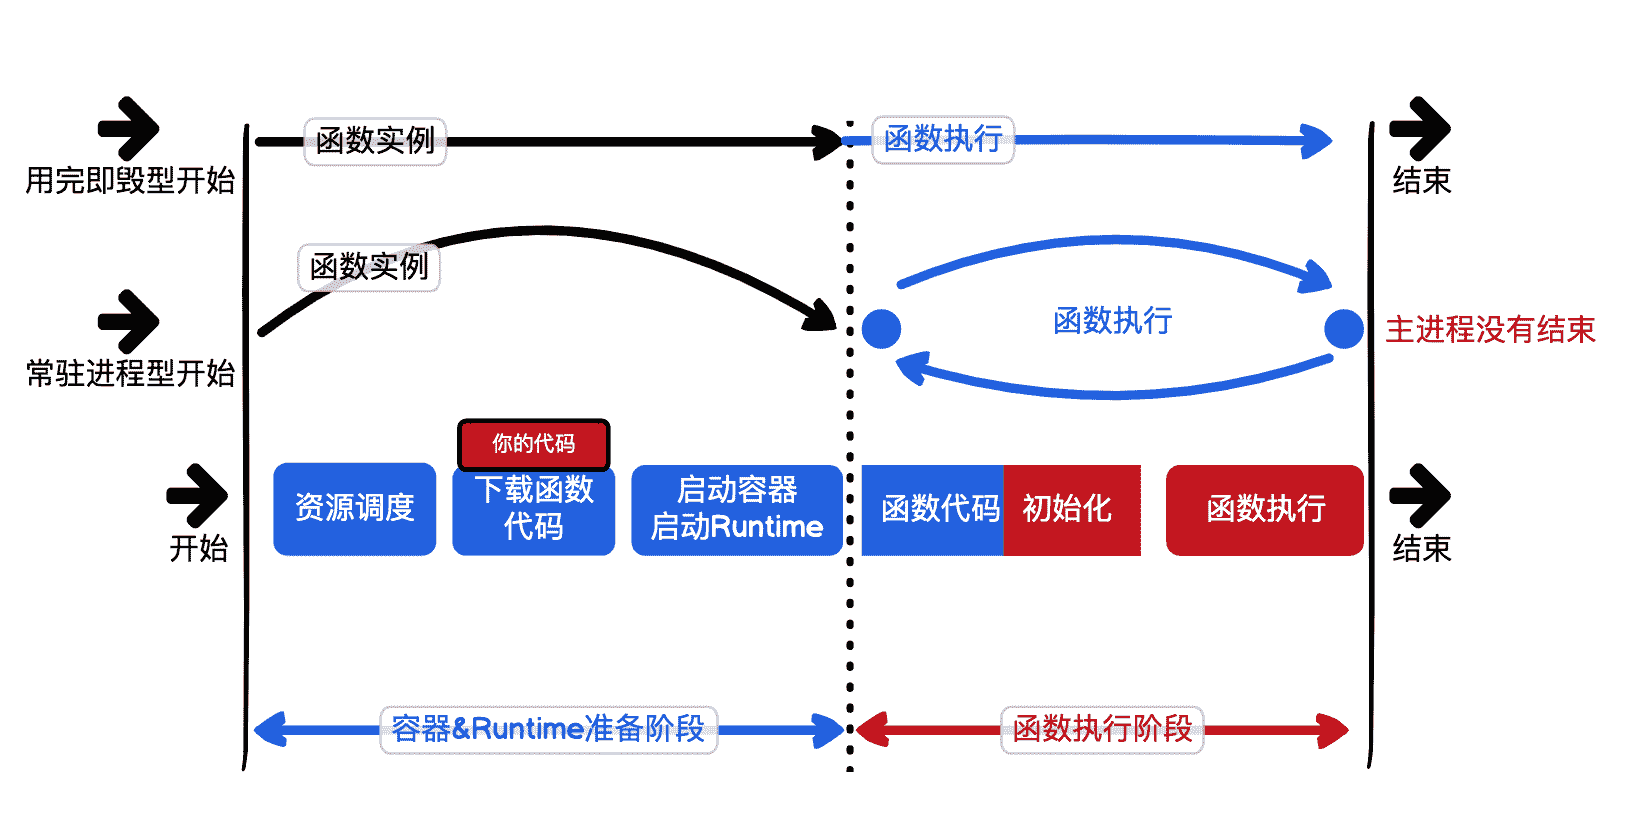 函数实例
函数执行
用完即毁型开始
结束
函数实例
函数执行
主进程没有结束
常驻进程型开始
你的代码
资源调度
下载函数
代码
启动容器
启动Runtime
函数代码
初始化
函数执行
开始
结束
容器&Runtime准备阶段
函数执行阶段